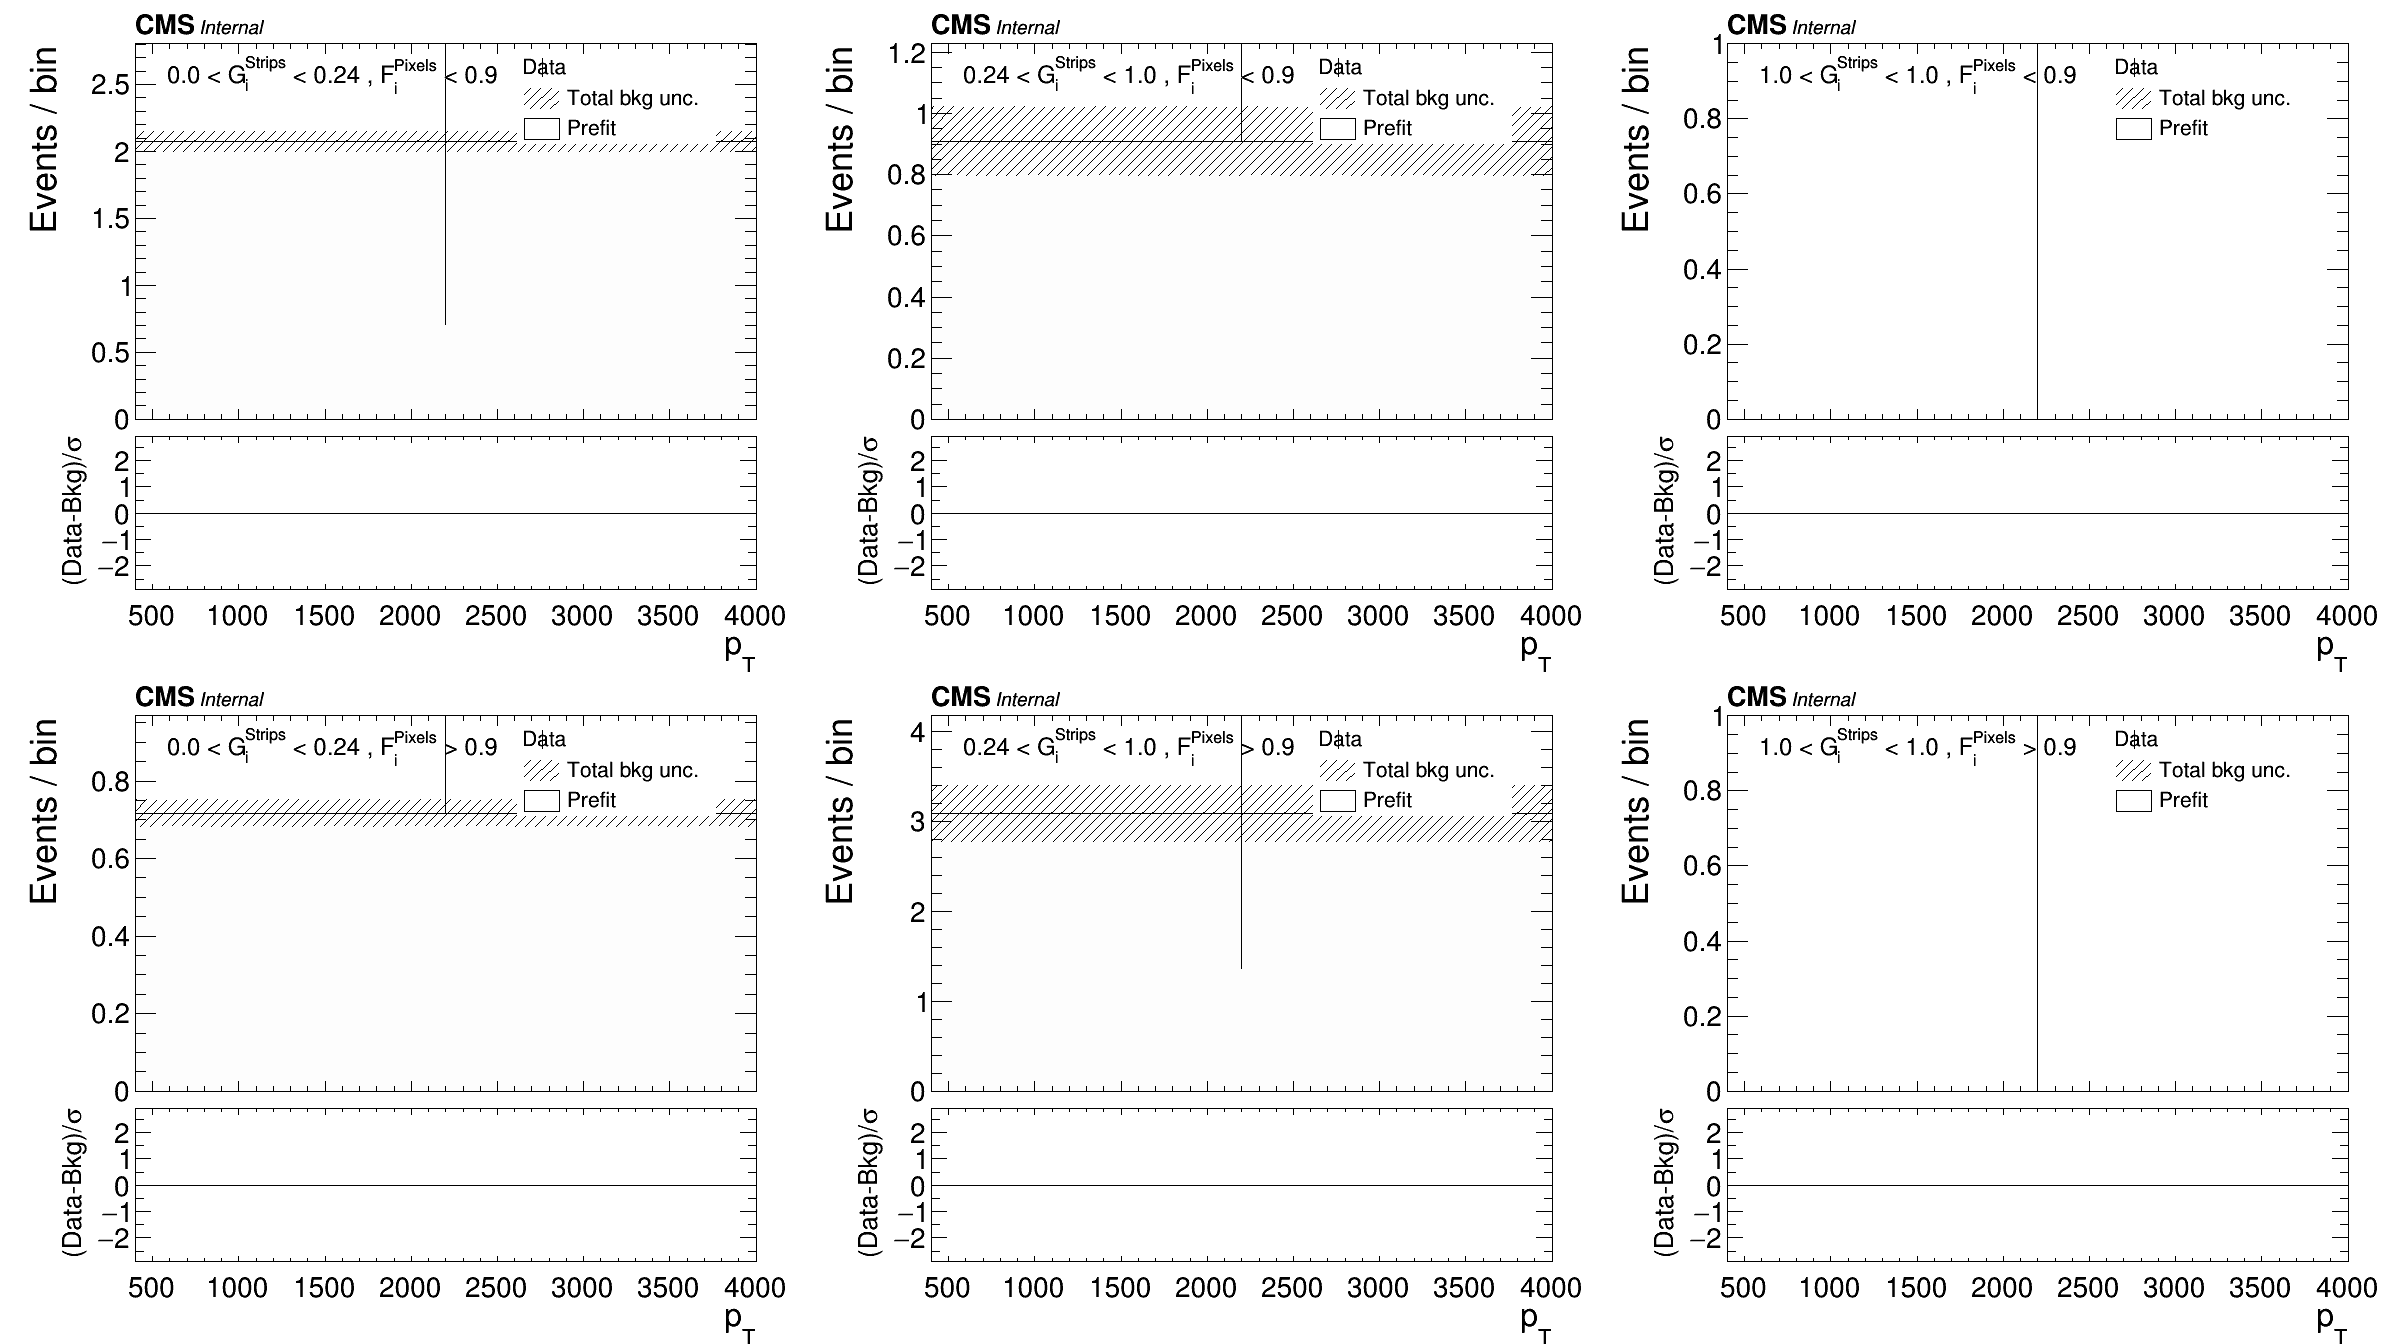 CMS Internal
Events / bin
0.0 < G_i^Strips < 0.24 , F_i^Pixels < 0.9
Data
Total bkg unc.
Prefit
2.5
2
1.5
1
0.5
0
(Data-Bkg)/σ
2
1
0
−1
−2
500 1000 1500 2000 2500 3000 3500 4000
p_T
CMS Internal
Events / bin
0.24 < G_i^Strips < 1.0 , F_i^Pixels < 0.9
Data
Total bkg unc.
Prefit
1.2
1
0.8
0.6
0.4
0.2
0
(Data-Bkg)/σ
2
1
0
−1
−2
500 1000 1500 2000 2500 3000 3500 4000
p_T
CMS Internal
Events / bin
1.0 < G_i^Strips < 1.0 , F_i^Pixels < 0.9
Data
Total bkg unc.
Prefit
1
0.8
0.6
0.4
0.2
0
(Data-Bkg)/σ
2
1
0
−1
−2
500 1000 1500 2000 2500 3000 3500 4000
p_T
CMS Internal
Events / bin
0.0 < G_i^Strips < 0.24 , F_i^Pixels > 0.9
Data
Total bkg unc.
Prefit
0.8
0.6
0.4
0.2
0
(Data-Bkg)/σ
2
1
0
−1
−2
500 1000 1500 2000 2500 3000 3500 4000
p_T
CMS Internal
Events / bin
0.24 < G_i^Strips < 1.0 , F_i^Pixels > 0.9
Data
Total bkg unc.
Prefit
4
3
2
1
0
(Data-Bkg)/σ
2
1
0
−1
−2
500 1000 1500 2000 2500 3000 3500 4000
p_T
CMS Internal
Events / bin
1.0 < G_i^Strips < 1.0 , F_i^Pixels > 0.9
Data
Total bkg unc.
Prefit
1
0.8
0.6
0.4
0.2
0
(Data-Bkg)/σ
2
1
0
−1
−2
500 1000 1500 2000 2500 3000 3500 4000
p_T